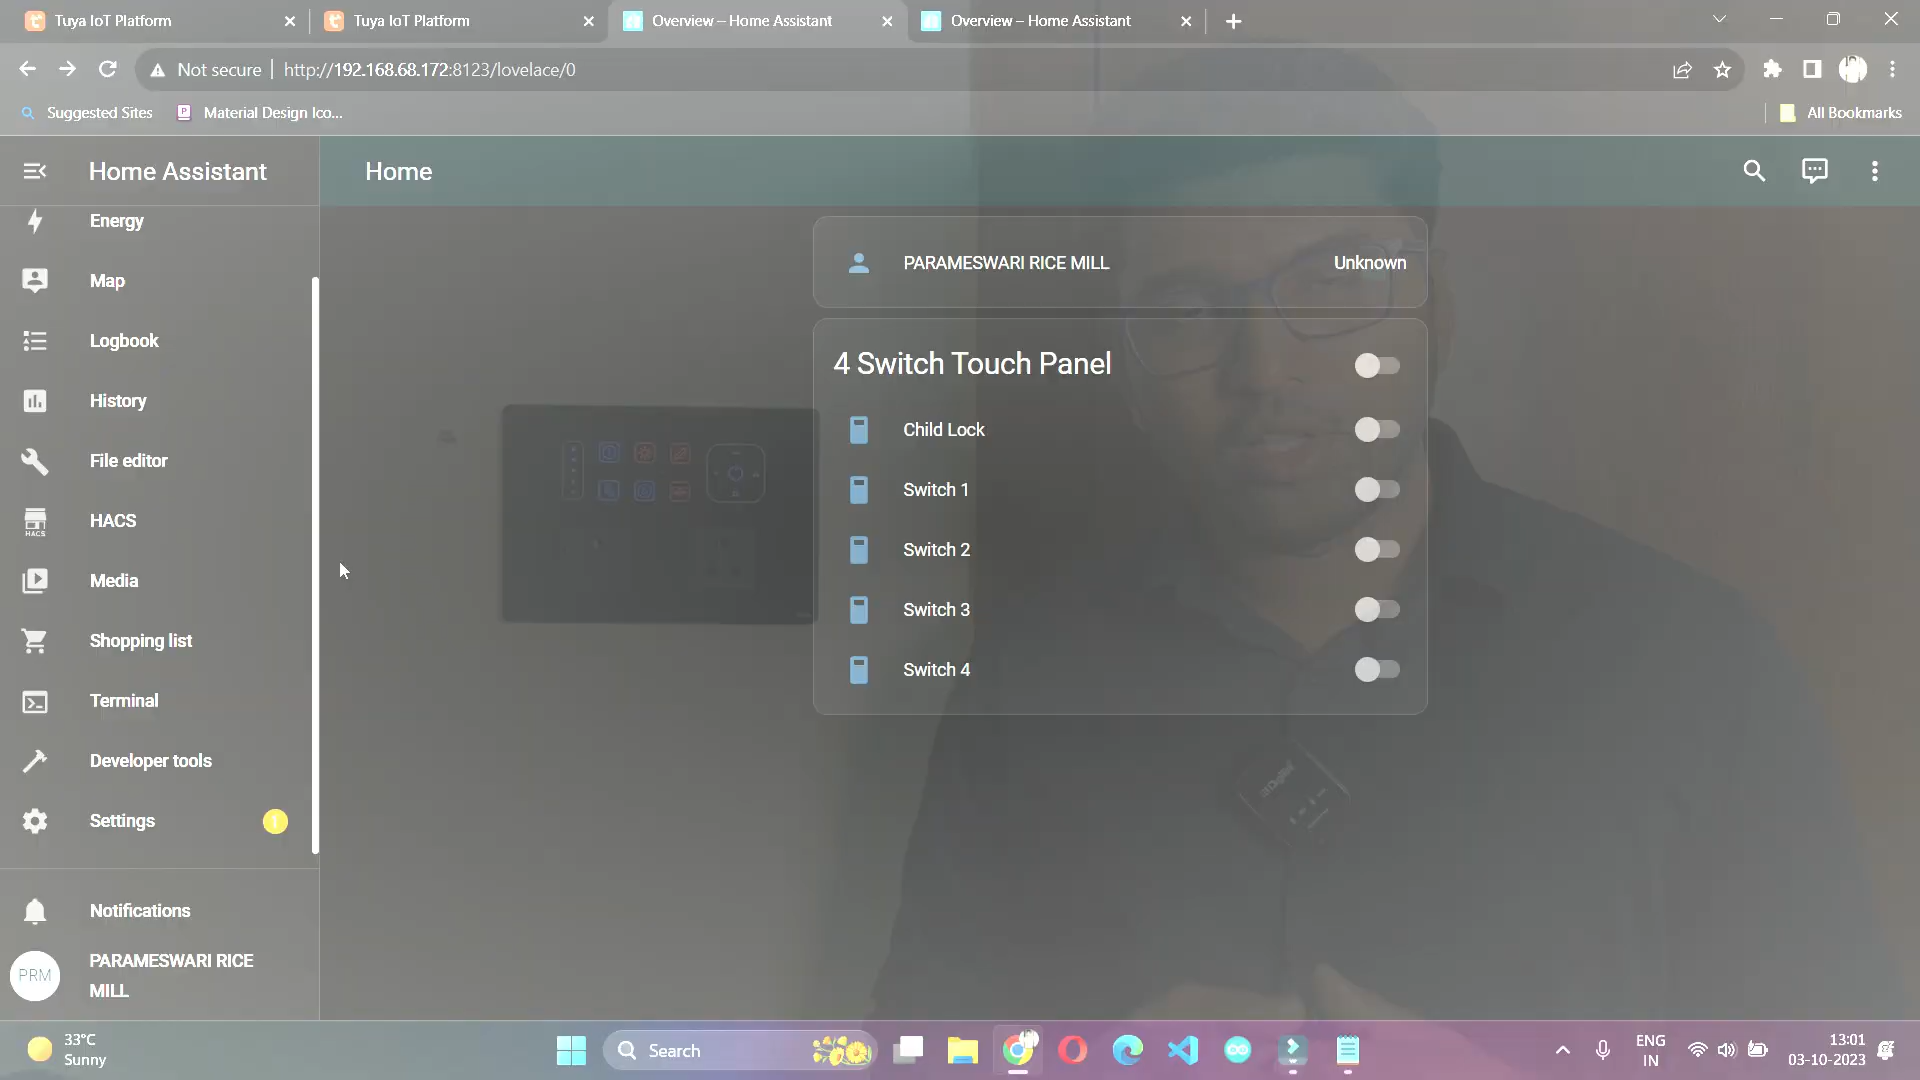 Tuya IoT Platform
Tuya IoT Platform
Overview – Home Assistant
Overview – Home Assistant
Not secure
http://192.168.68.172:8123/lovelace/0
Suggested Sites
Material Design Ico...
All Bookmarks
Home Assistant
Home
Energy
Map
Logbook
History
File editor
HACS
HACS
Media
Shopping list
Terminal
Developer tools
Settings
1
Notifications
PRM
PARAMESWARI RICE
MILL
PARAMESWARI RICE MILL
Unknown
4 Switch Touch Panel
Child Lock
Switch 1
Switch 2
Switch 3
Switch 4
33°C
Sunny
Search
ENG
IN
13:01
03-10-2023